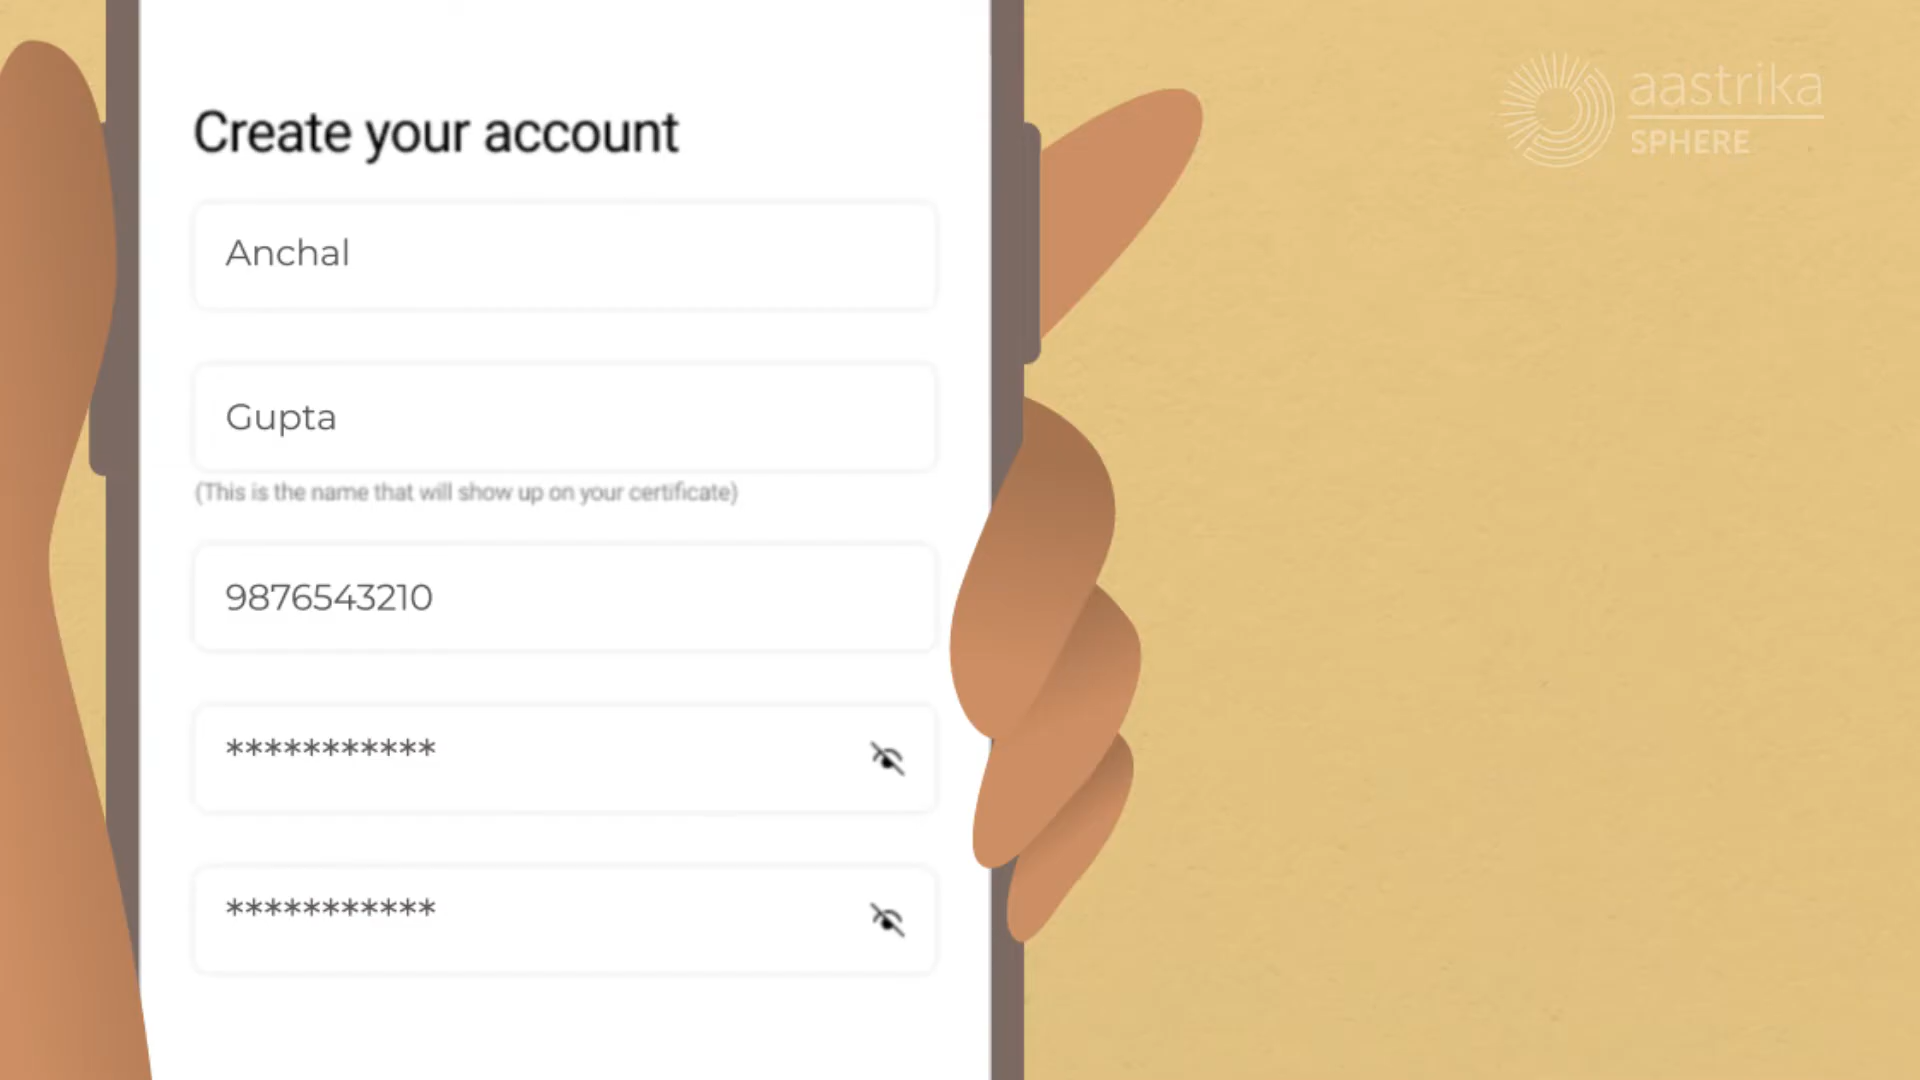 Create your account
Anchal
Gupta
(This is the name that will show up on your certificate)
9876543210
***********
***********
aastrika
SPHERE